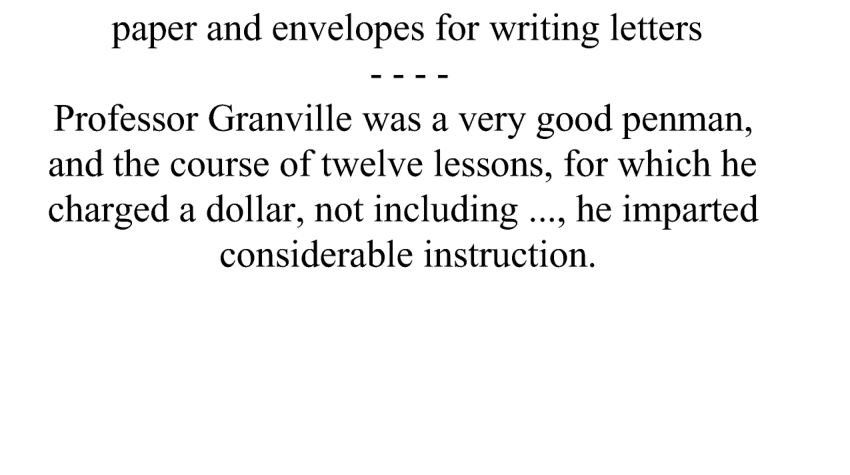 paper and envelopes for writing letters
- - - -
Professor Granville was a very good penman,
and the course of twelve lessons, for which he
charged a dollar, not including ..., he imparted
considerable instruction.